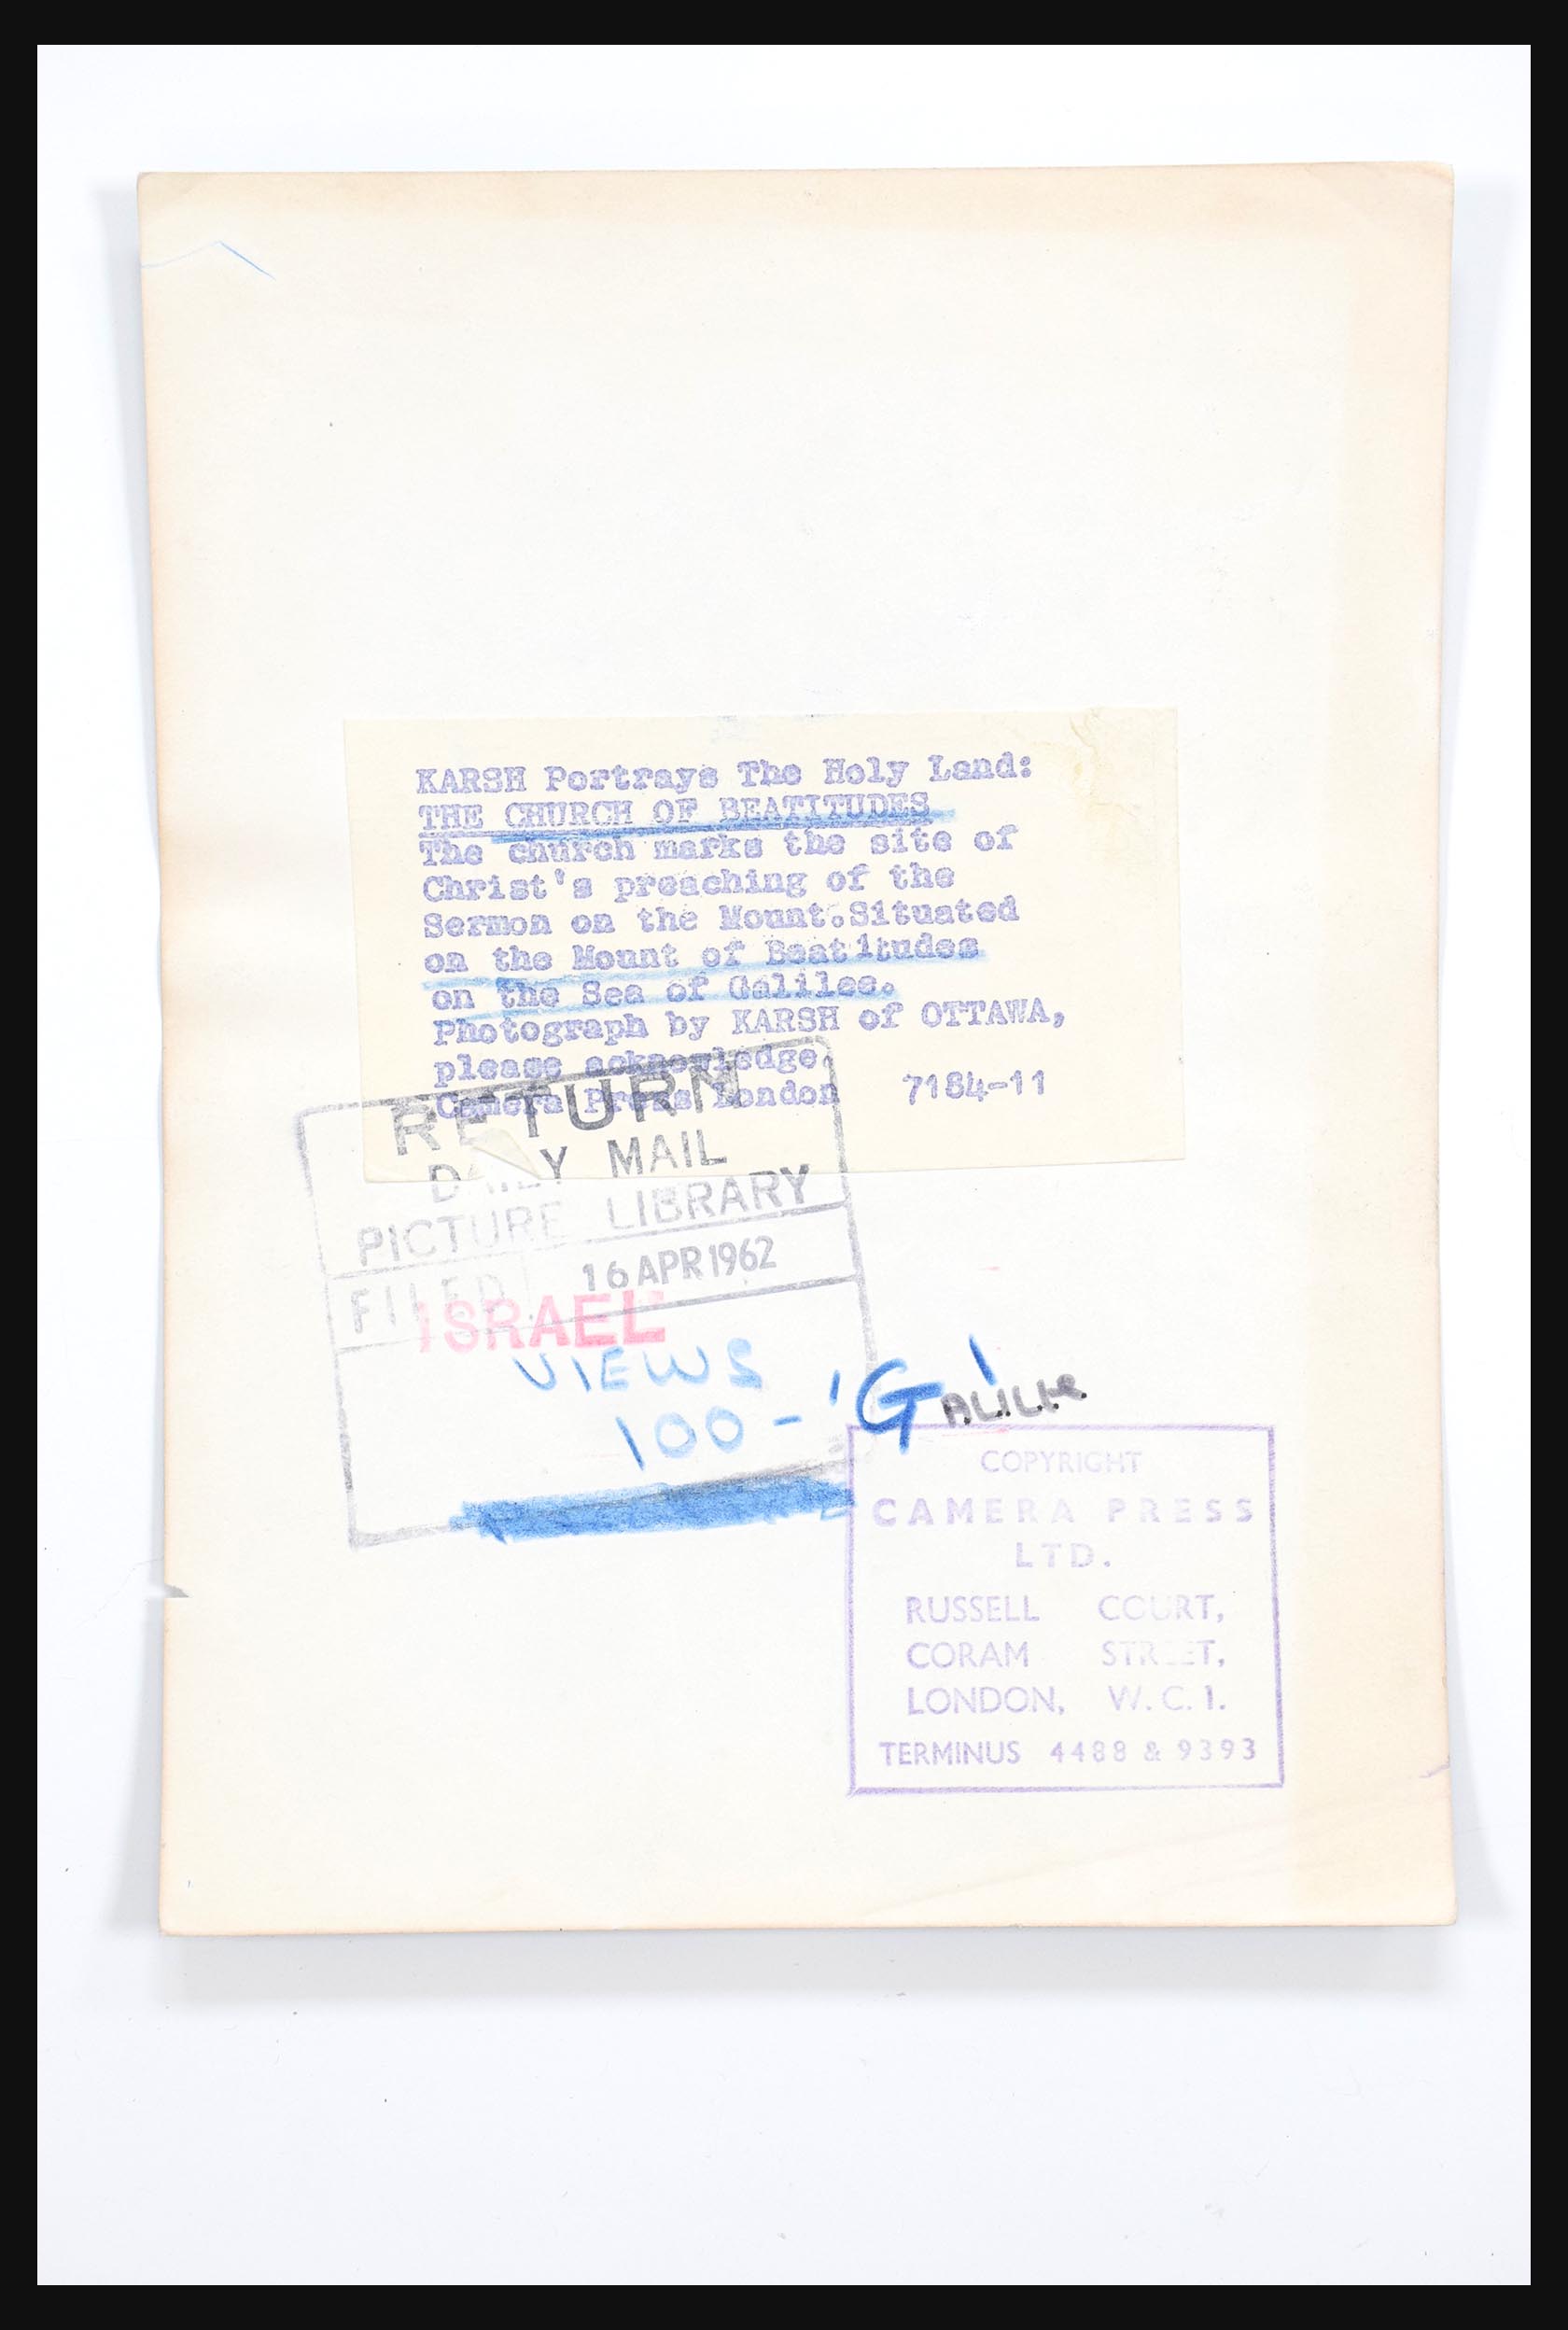 KARSH Portrays The Holy Land:
THE CHURCH OF BEATITUDES
The church marks the site of
Christ's preaching of the
Sermon on the Mount.Situated
on the Mount of Beatitudes
on the Sea of Galilee.
Photograph by KARSH of OTTAWA,
please acknowledge.
Camera Press London 7184-11
RETURN
DAILY MAIL
PICTURE LIBRARY
FILED 16 APR 1962
ISRAEL
VIEWS
100 - 'G
COPYRIGHT
CAMERA PRESS
LTD.
RUSSELL COURT,
CORAM STREET,
LONDON, W.C.1.
TERMINUS 4488 & 9393